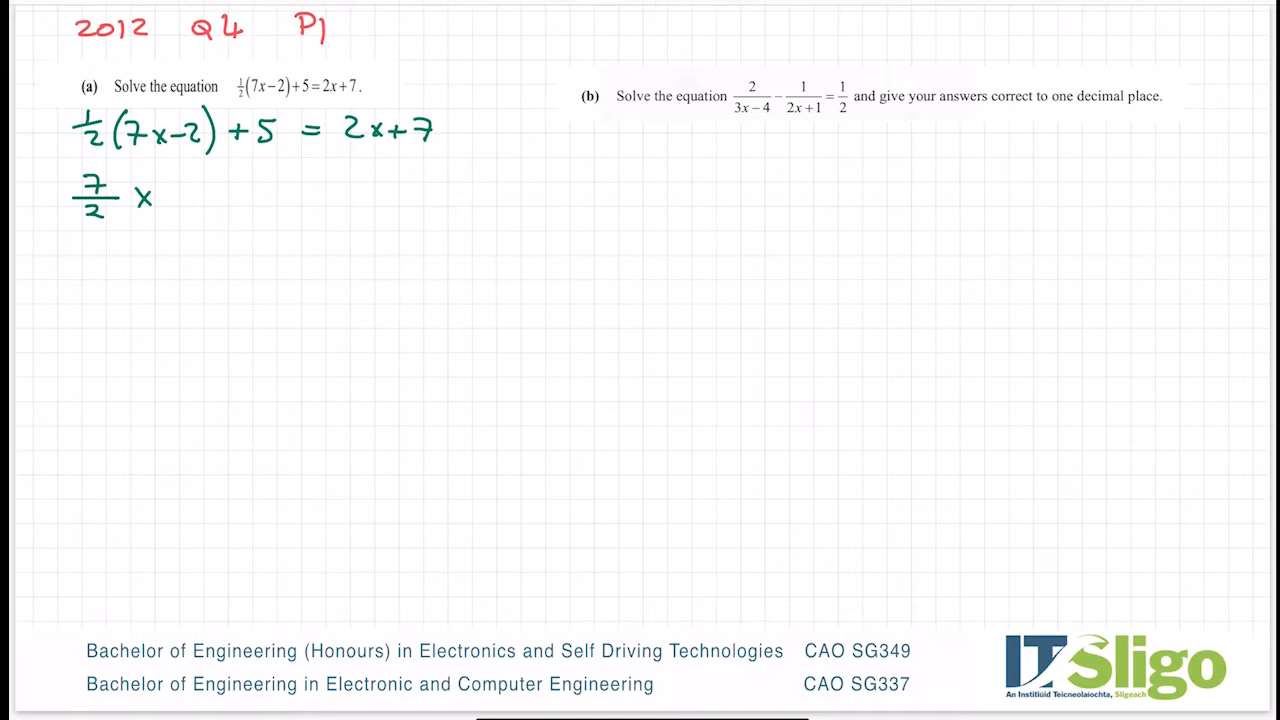 2012 Q4 P1
(a) Solve the equation ½(7x−2)+5=2x+7.
½(7x−2)+5 = 2x+7
7/2 x
(b) Solve the equation 2/(3x−4) − 1/(2x+1) = 1/2 and give your answers correct to one decimal place.
Bachelor of Engineering (Honours) in Electronics and Self Driving Technologies CAO SG349
Bachelor of Engineering in Electronic and Computer Engineering CAO SG337
IT Sligo
An Institiúid Teicneolaíochta, Sligeach